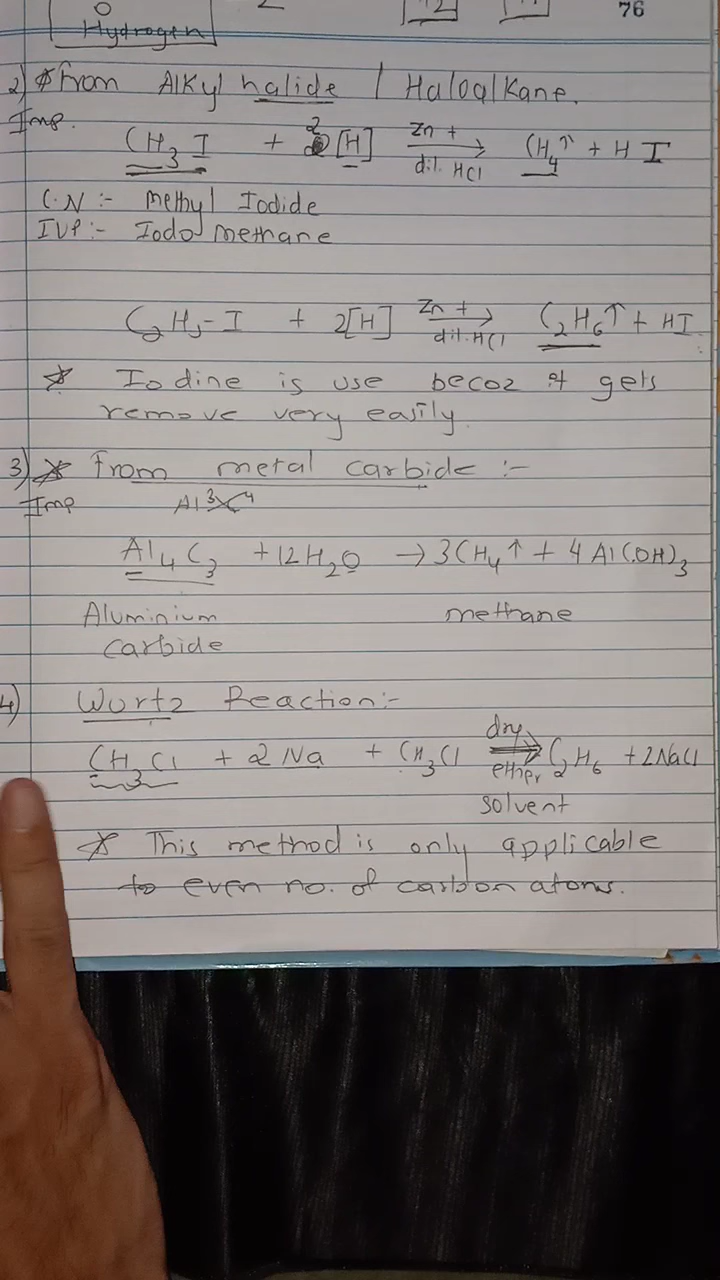 76
Hydrogen
2) * From Alkyl halide / Haloalkane.
Imp.
CH3I + 2[H] Zn + dil. HCl → CH4↑ + HI
C.N :- Methyl Iodide
IUP :- Iodo methane
C2H5-I + 2[H] Zn + dil. HCl → C2H6↑ + HI
* Iodine is use becoz it gets
remove very easily.
3) * From metal carbide :-
Imp Al3 C4
Al4C3 + 12H2O → 3CH4↑ + 4Al(OH)3
Aluminium methane
carbide
4) Wurtz Reaction:-
CH3Cl + 2Na + CH3Cl dry ether → C2H6 + 2NaCl
solvent
* This method is only applicable
to even no. of carbon atoms.